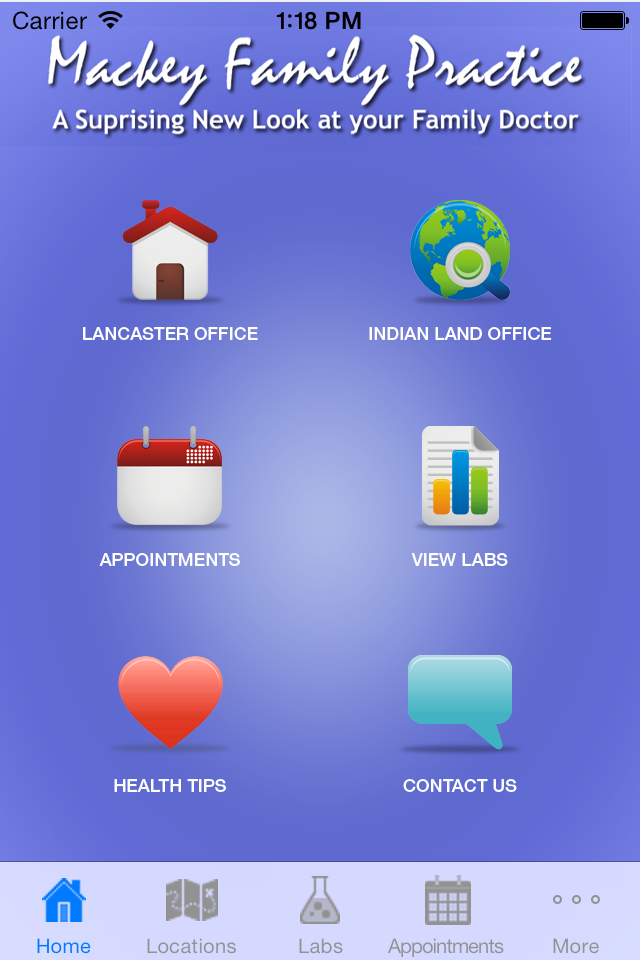 Carrier 1:18 PM
Mackey Family Practice
A Suprising New Look at your Family Doctor
LANCASTER OFFICE INDIAN LAND OFFICE
APPOINTMENTS VIEW LABS
HEALTH TIPS CONTACT US
Home Locations Labs Appointments More